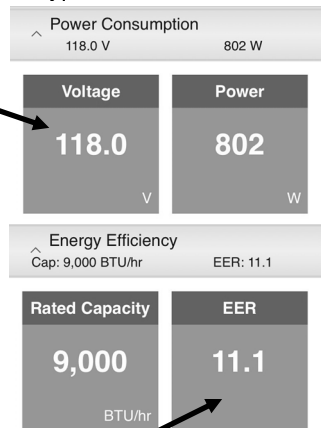 Power Consumption
118.0 V 802 W
Voltage Power
118.0 802
V W
Energy Efficiency
Cap: 9,000 BTU/hr EER: 11.1
Rated Capacity EER
9,000 11.1
BTU/hr